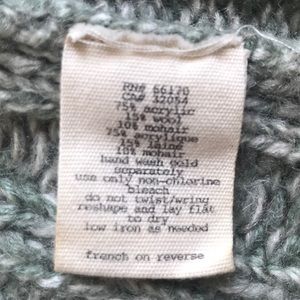 RN# 66170
CA# 32054
75% acrylic
15% wool
10% mohair
75% acrylique
15% laine
10% mohair
hand wash cold
separately
use only non-chlorine
bleach
do not twist/wring
reshape and lay flat
to dry
low iron as needed
french on reverse